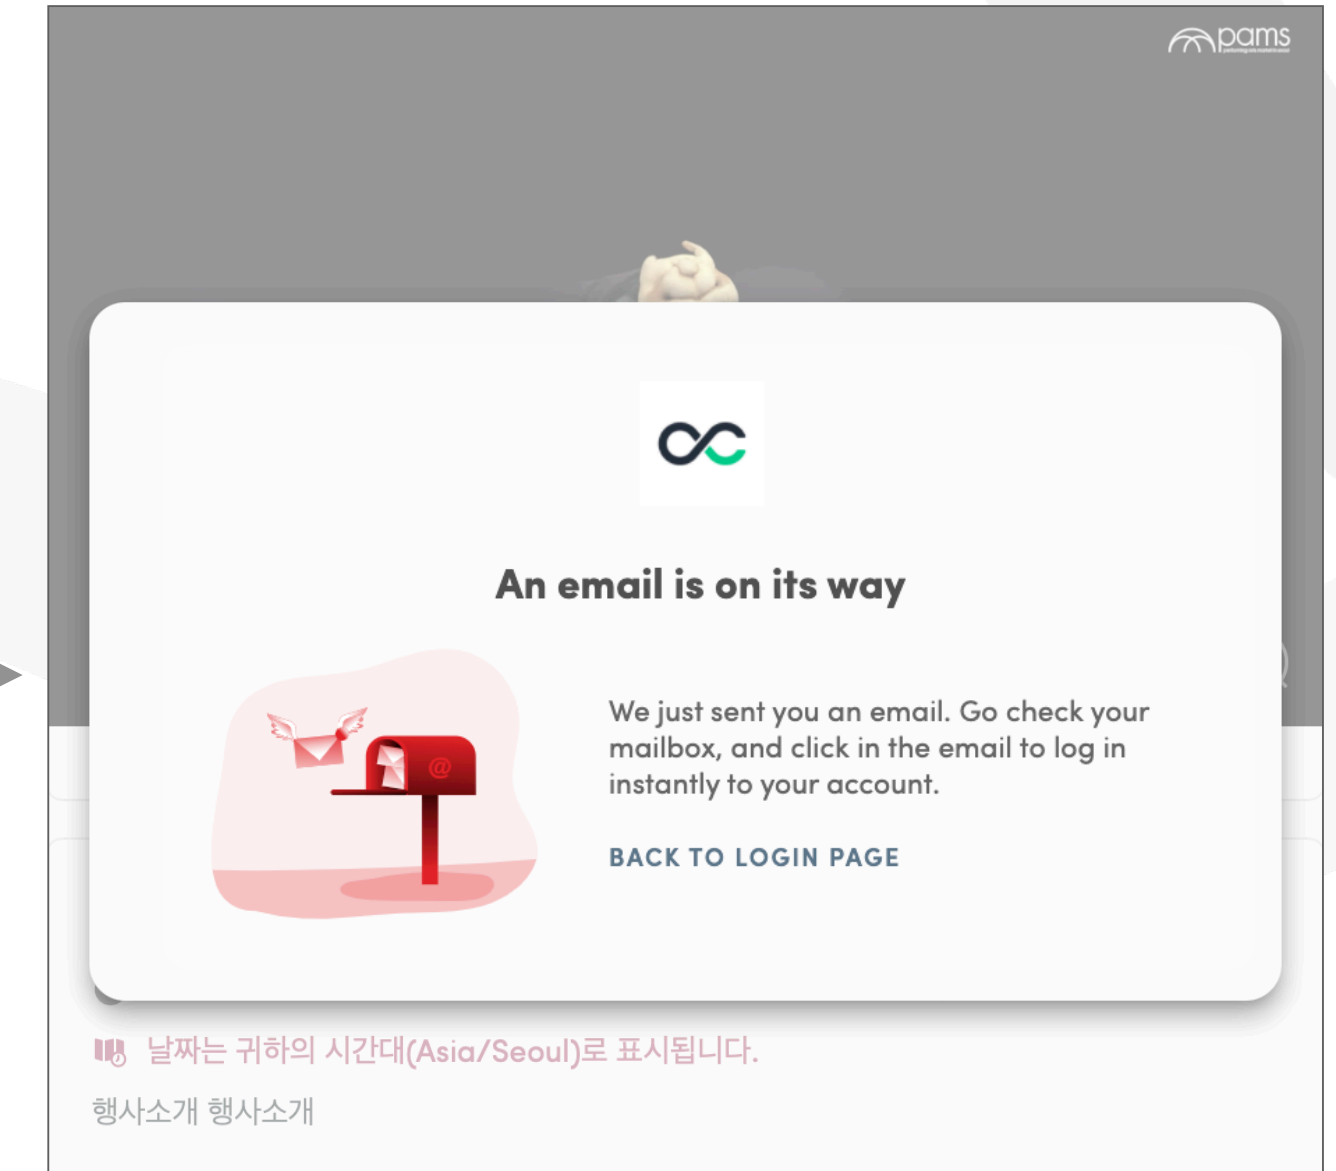 pams
An email is on its way
@
We just sent you an email. Go check your
mailbox, and click in the email to log in
instantly to your account.
BACK TO LOGIN PAGE
날짜는 귀하의 시간대(Asia/Seoul)로 표시됩니다.
행사소개 행사소개